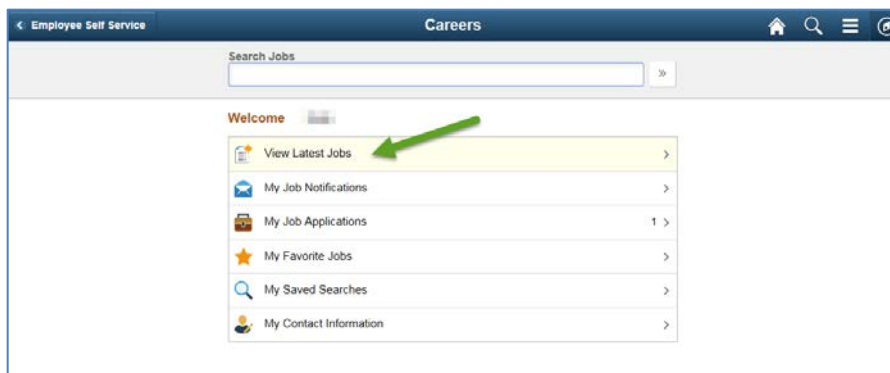 Employee Self Service
Careers
Search Jobs
»
Welcome
View Latest Jobs
My Job Notifications
My Job Applications 1
My Favorite Jobs
My Saved Searches
My Contact Information